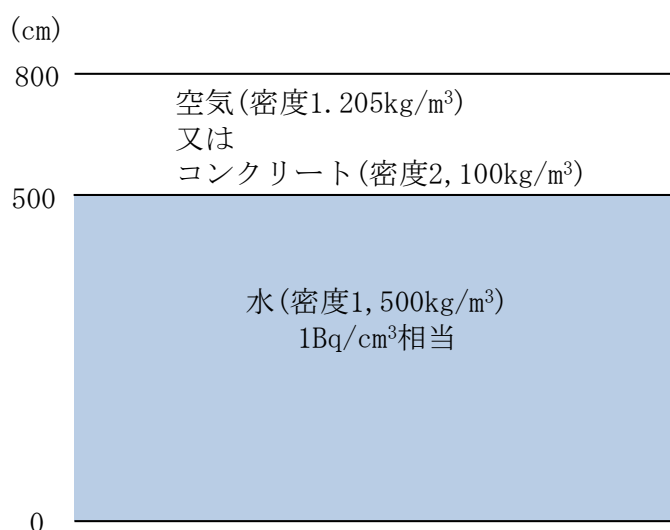 (cm)
800
空気(密度1.205kg/m³)
又は
コンクリート(密度2,100kg/m³)
500
水(密度1,500kg/m³)
1Bq/cm³相当
0